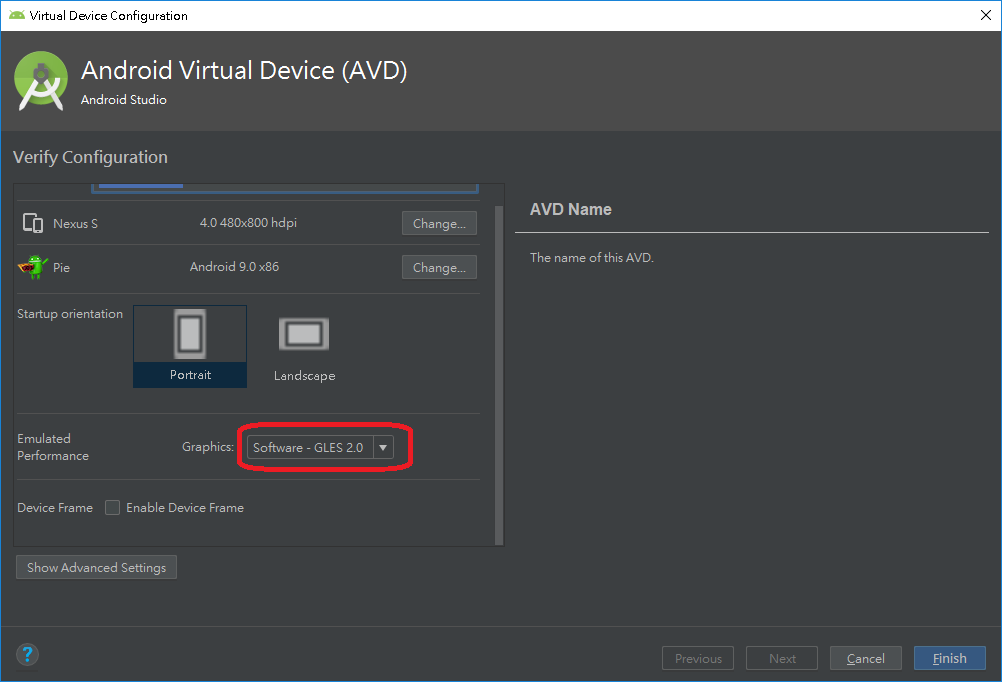 Virtual Device Configuration
Android Virtual Device (AVD)
Android Studio
Verify Configuration
Nexus S 4.0 480x800 hdpi Change...
Pie Android 9.0 x86 Change...
Startup orientation
Portrait Landscape
Emulated
Performance
Graphics: Software - GLES 2.0
Device Frame Enable Device Frame
Show Advanced Settings
AVD Name
The name of this AVD.
?
Previous Next Cancel Finish